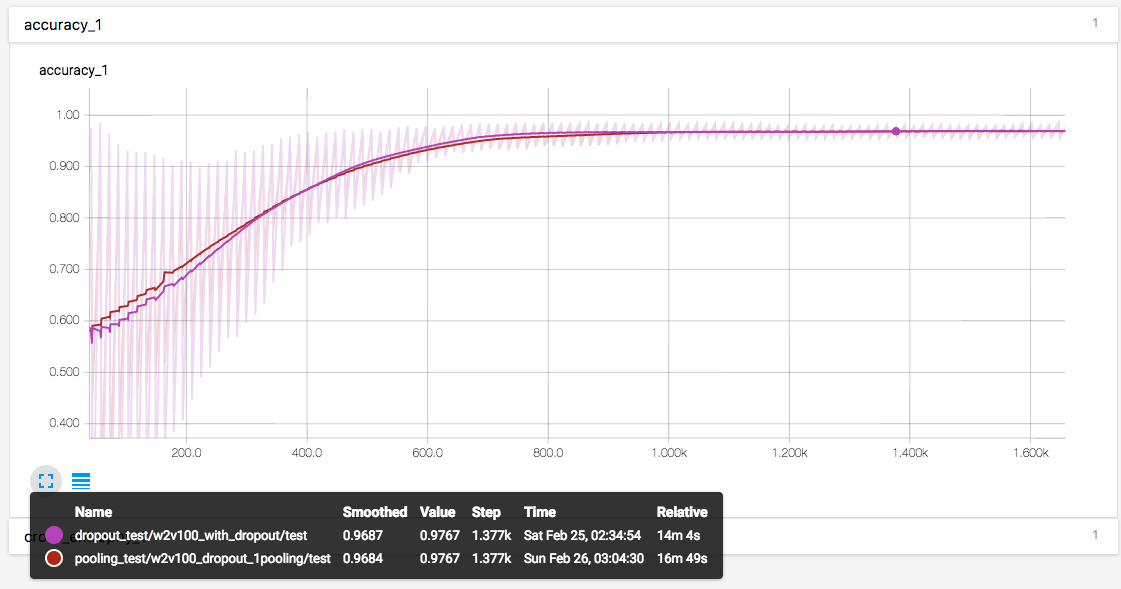 accuracy_1 1
accuracy_1
1.00
0.900
0.800
0.700
0.600
0.500
0.400
200.0 400.0 600.0 800.0 1.000k 1.200k 1.400k 1.600k
1
Name Smoothed Value Step Time Relative
dropout_test/w2v100_with_dropout/test 0.9687 0.9767 1.377k Sat Feb 25, 02:34:54 14m 4s
pooling_test/w2v100_dropout_1pooling/test 0.9684 0.9767 1.377k Sun Feb 26, 03:04:30 16m 49s